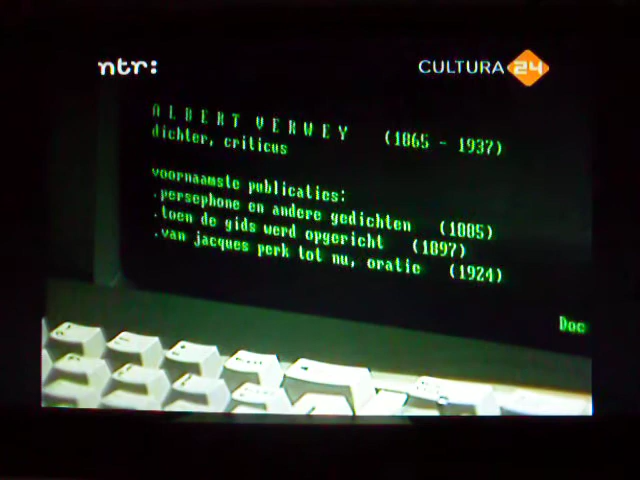 ntr:
CULTURA 24
ALBERT VERWEY (1865 - 1937)
dichter, criticus
voornaamste publicaties:
.persephone en andere gedichten (1885)
.toen de gids werd opgericht (1897)
.van jacques perk tot nu, oratie (1924)
Doc